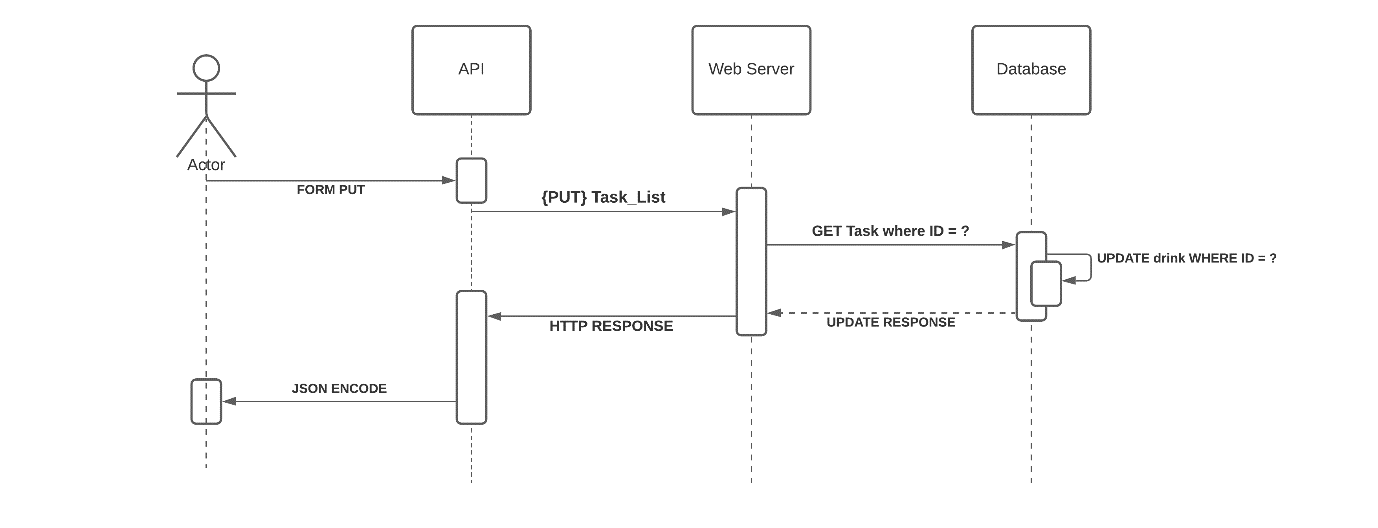 API
Web Server
Database
Actor
FORM PUT
{PUT} Task_List
GET Task where ID = ?
UPDATE drink WHERE ID = ?
HTTP RESPONSE
UPDATE RESPONSE
JSON ENCODE